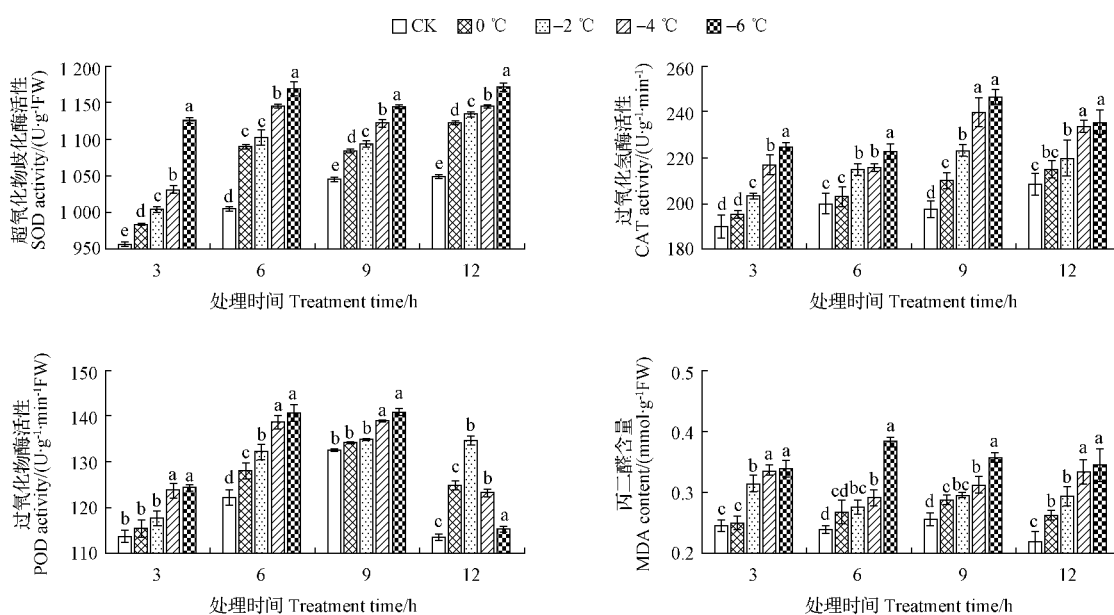 CK 0 ℃ −2 ℃ −4 ℃ −6 ℃
超氧化物歧化酶活性
SOD activity/(U·g⁻¹FW)
1 200
1 150
1 100
1 050
1 000
950
e d c b a
d c c b a
e d c b a
e d c b a
3 6 9 12
处理时间 Treatment time/h
过氧化氢酶活性
CAT activity/(U·g⁻¹·min⁻¹)
260
240
220
200
180
d d c b a
c c b b a
d c b a a
c bc b a a
3 6 9 12
处理时间 Treatment time/h
过氧化物酶活性
POD activity/(U·g⁻¹·min⁻¹FW)
150
140
130
120
110
b b b a a
d c b a a
b b b a a
c c b b a
3 6 9 12
处理时间 Treatment time/h
丙二醛含量
MDA content/(mmol·g⁻¹FW)
0.5
0.4
0.3
0.2
c c b a a
d cd bc b a
d c bc b a
c b b a a
3 6 9 12
处理时间 Treatment time/h